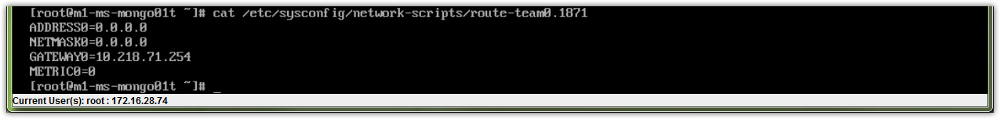 [root@m1-ms-mongo01t ~]# cat /etc/sysconfig/network-scripts/route-team0.1871
ADDRESS0=0.0.0.0
NETMASK0=0.0.0.0
GATEWAY0=10.218.71.254
METRIC0=0
[root@m1-ms-mongo01t ~]# _
Current User(s): root : 172.16.28.74